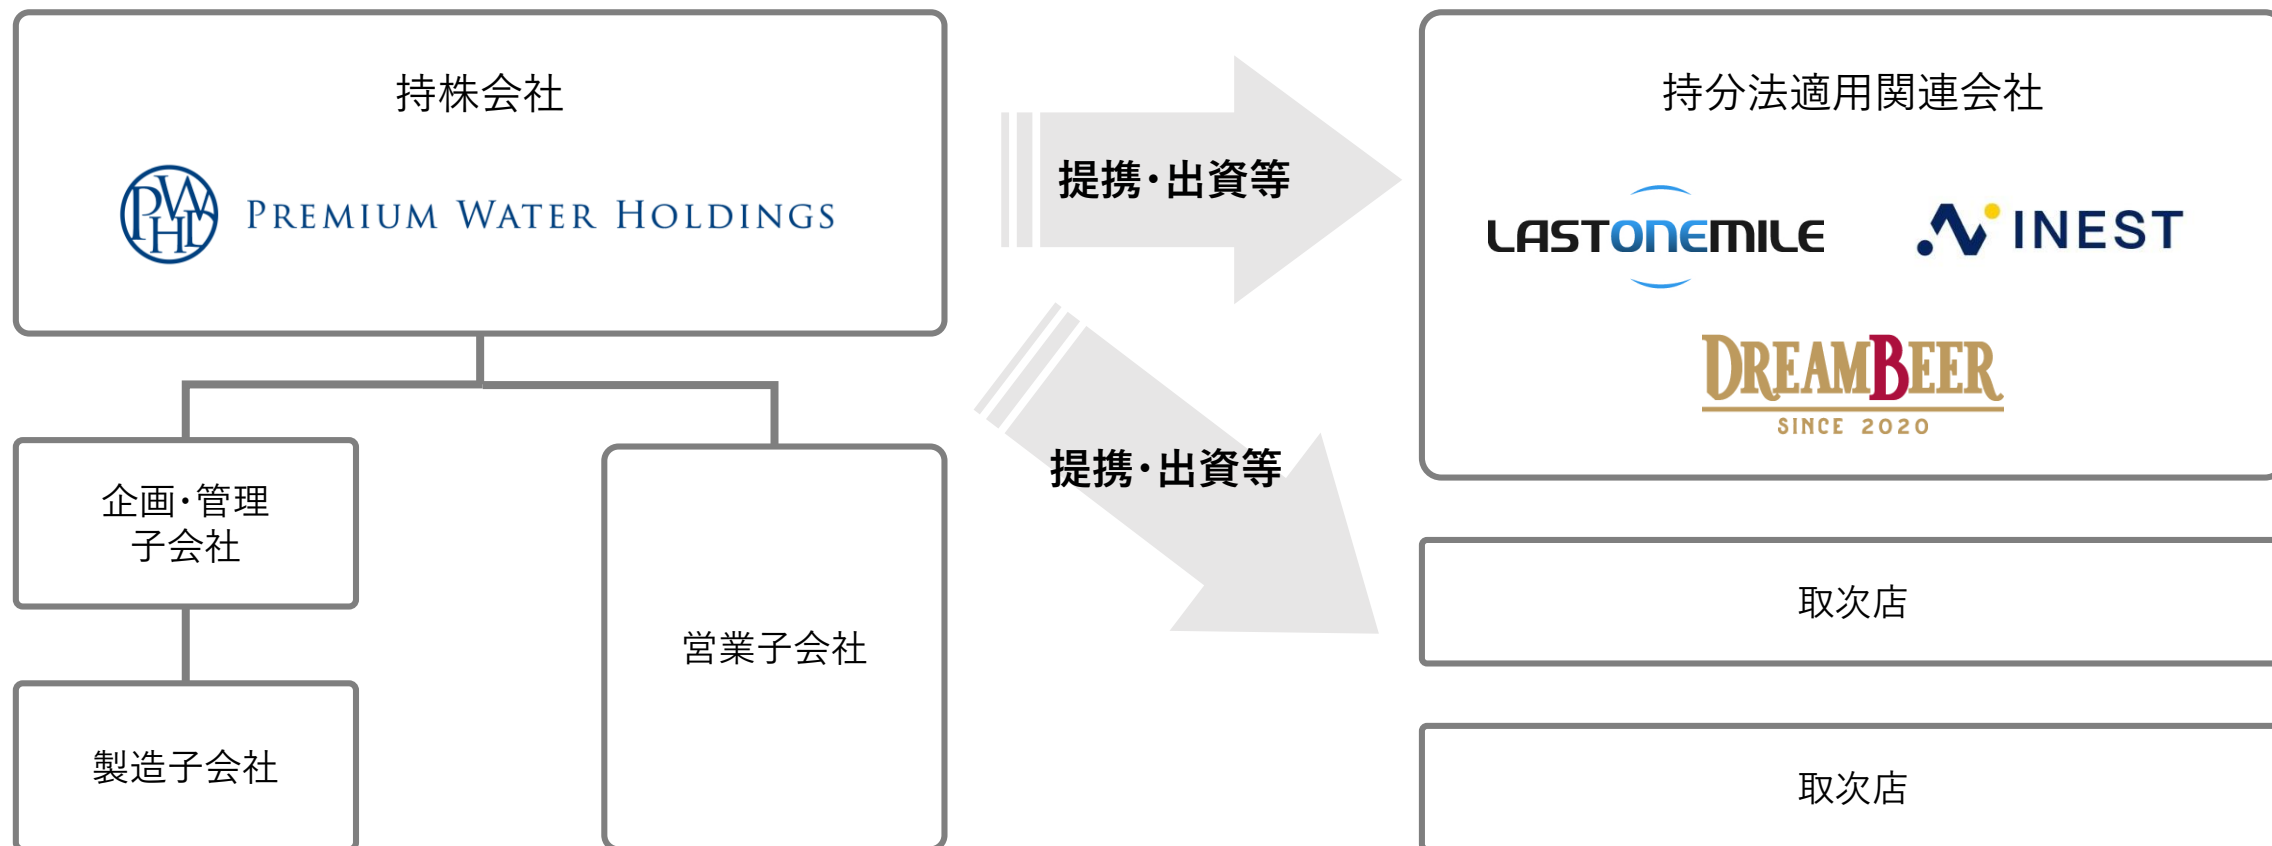 持株会社
PWHD
PREMIUM WATER HOLDINGS
提携･出資等
持分法適用関連会社
LASTONEMILE
INEST
DREAMBEER
SINCE 2020
提携･出資等
企画･管理
子会社
営業子会社
製造子会社
取次店
取次店